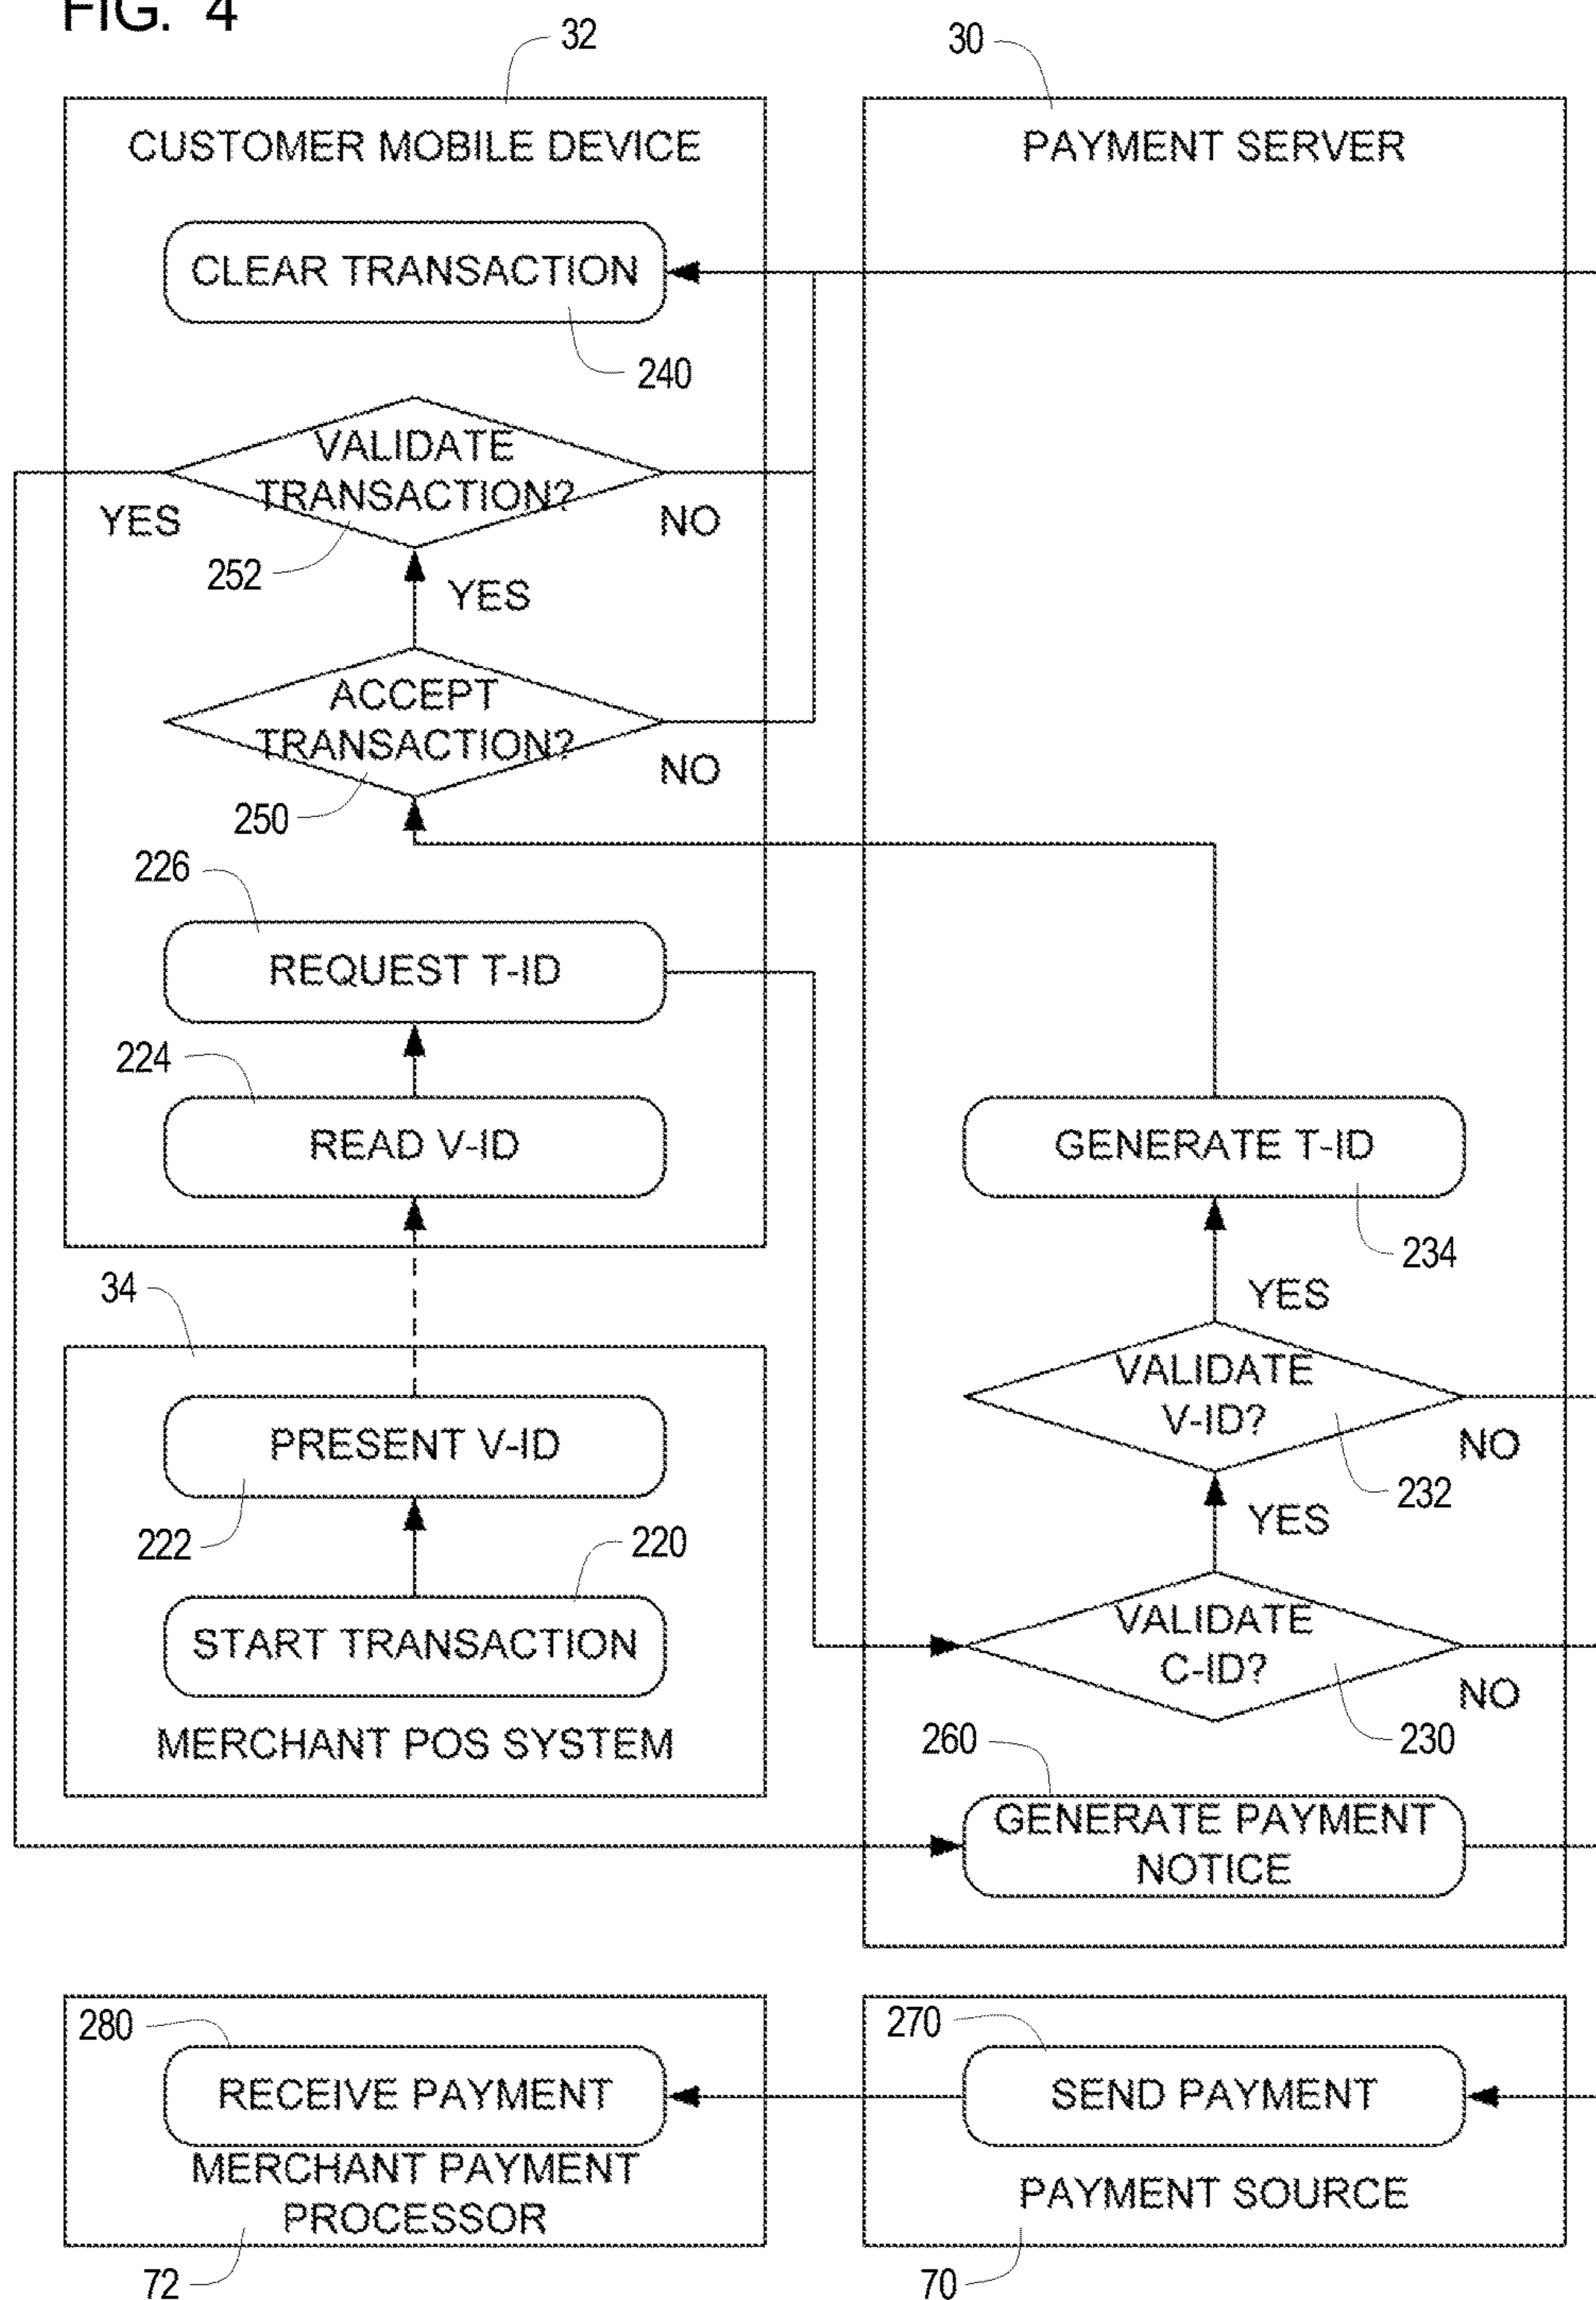 FIG. 4
32
30
CUSTOMER MOBILE DEVICE
PAYMENT SERVER
CLEAR TRANSACTION
240
VALIDATE
TRANSACTION?
YES
NO
252
YES
ACCEPT
TRANSACTION?
NO
250
226
REQUEST T-ID
224
READ V-ID
GENERATE T-ID
234
34
YES
VALIDATE
V-ID?
NO
232
PRESENT V-ID
222
220
YES
START TRANSACTION
VALIDATE
C-ID?
NO
230
MERCHANT POS SYSTEM
260
GENERATE PAYMENT
NOTICE
280
270
RECEIVE PAYMENT
SEND PAYMENT
MERCHANT PAYMENT
PROCESSOR
PAYMENT SOURCE
72
70